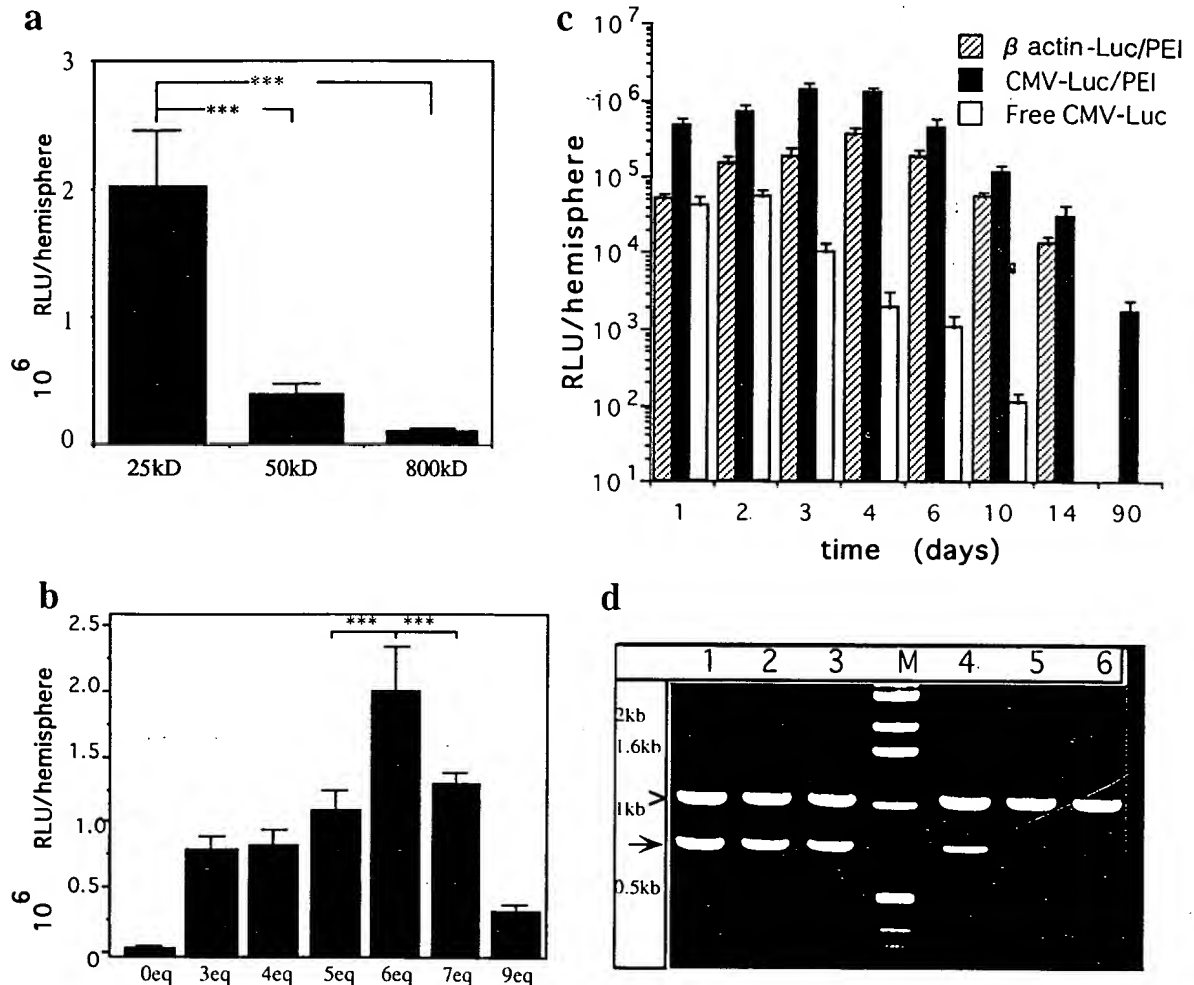 a
3
2
1
0
10 6 RLU/hemisphere
***
***
25kD 50kD 800kD
b
2.5
2.0
1.5
1.0
0.5
0
10 6 RLU/hemisphere
*** ***
0eq 3eq 4eq 5eq 6eq 7eq 9eq
c
10 7
10 6
10 5
10 4
10 3
10 2
10 1
RLU/hemisphere
β actin-Luc/PEI
CMV-Luc/PEI
Free CMV-Luc
1 2 3 4 6 10 14 90
time (days)
d
1 2 3 M 4 5 6
2kb
1.6kb
1kb
0.5kb